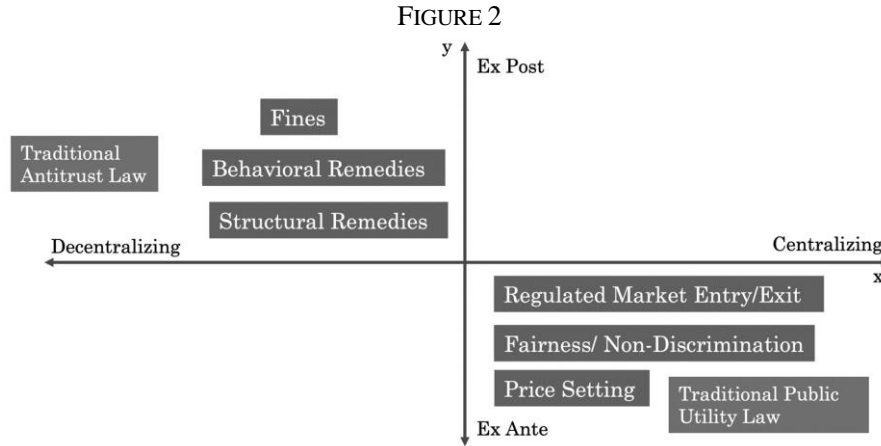 FIGURE 2
y
Ex Post
Fines
Traditional
Antitrust Law
Behavioral Remedies
Structural Remedies
Decentralizing
Centralizing
x
Regulated Market Entry/Exit
Fairness/ Non-Discrimination
Price Setting
Traditional Public
Utility Law
Ex Ante